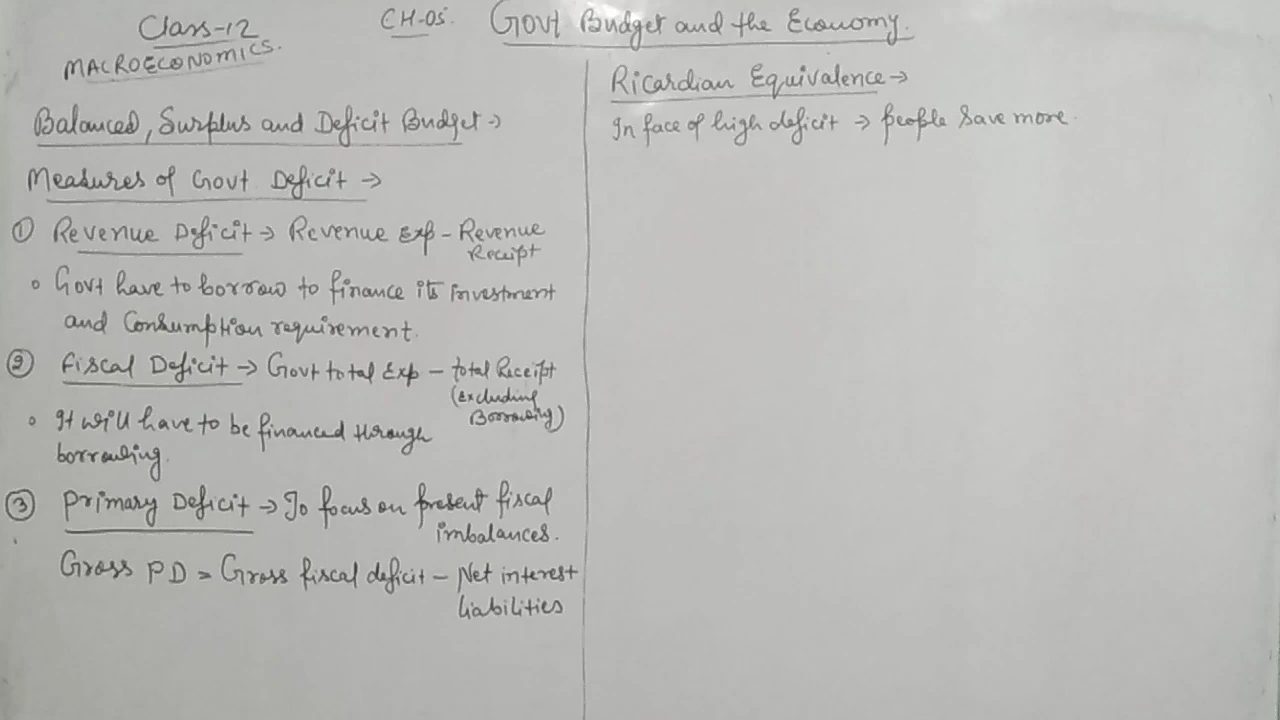 Class-12
MACROECONOMICS.
CH-05.
Govt Budget and the Economy.
Balanced, Surplus and Deficit Budget →
Measures of Govt Deficit →
① Revenue Deficit → Revenue Exp - Revenue
Receipt
• Govt have to borrow to finance its investment
and Consumption requirement.
② Fiscal Deficit → Govt total Exp - total Receipt
(excluding
Borrowing)
• It will have to be financed through
borrowing.
③ Primary Deficit → To focus on present fiscal
imbalances.
Gross PD = Gross fiscal deficit - Net interest
liabilities
Ricardian Equivalence →
In face of high deficit → people save more